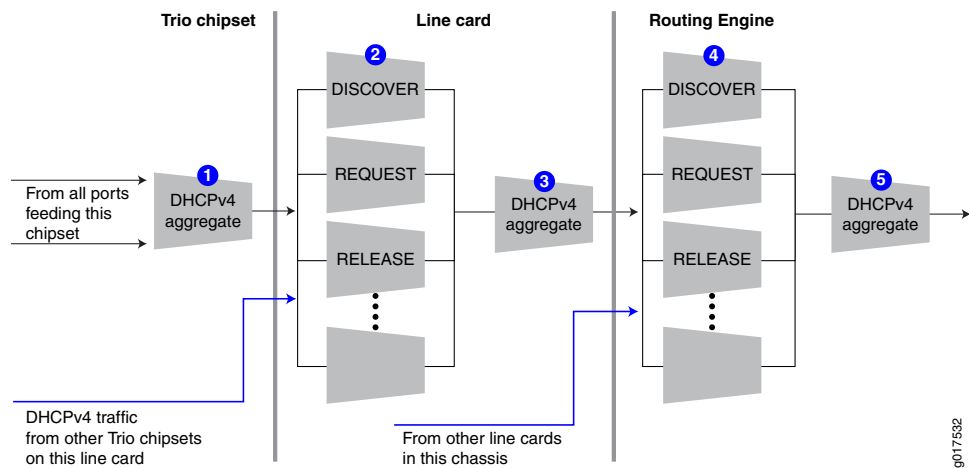 Trio chipset
Line card
Routing Engine
2
4
DISCOVER
DISCOVER
1
REQUEST
3
REQUEST
5
From all ports
feeding this
chipset
DHCPv4
aggregate
DHCPv4
aggregate
DHCPv4
aggregate
RELEASE
RELEASE
DHCPv4 traffic
from other Trio chipsets
on this line card
From other line cards
in this chassis
g017532